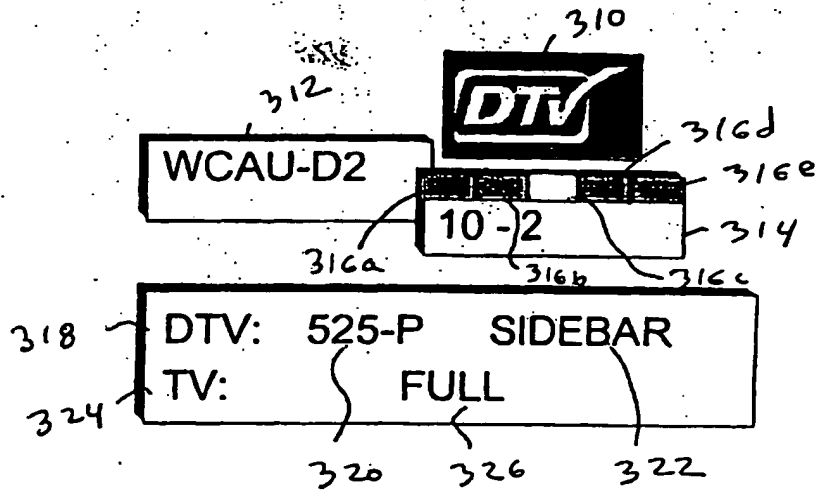 310
312
DTV
316d
WCAU-D2
316e
10-2
314
316a
316b
316c
318
DTV: 525-P SIDEBAR
324
TV: FULL
320
326
322